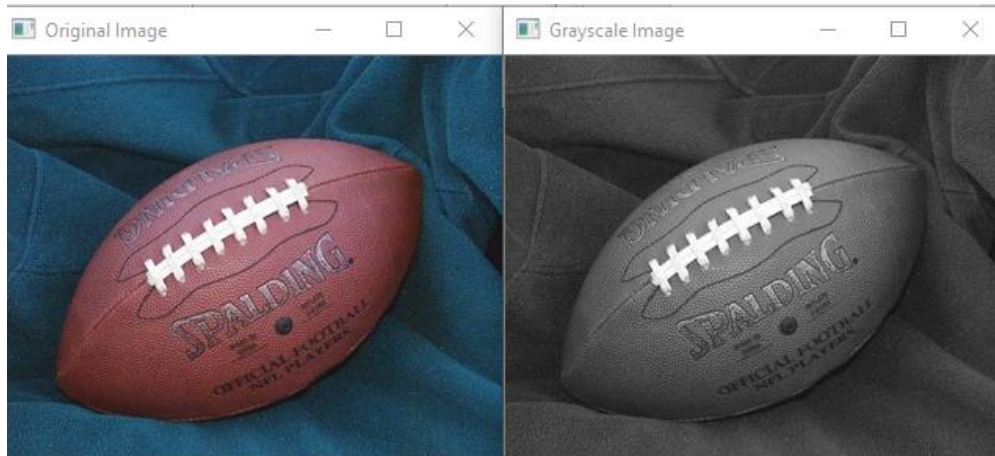 Original Image
Grayscale Image
SPALDING
OFFICIAL FOOTBALL
NFL PLAYERS
SPALDING
OFFICIAL FOOTBALL
NFL PLAYERS